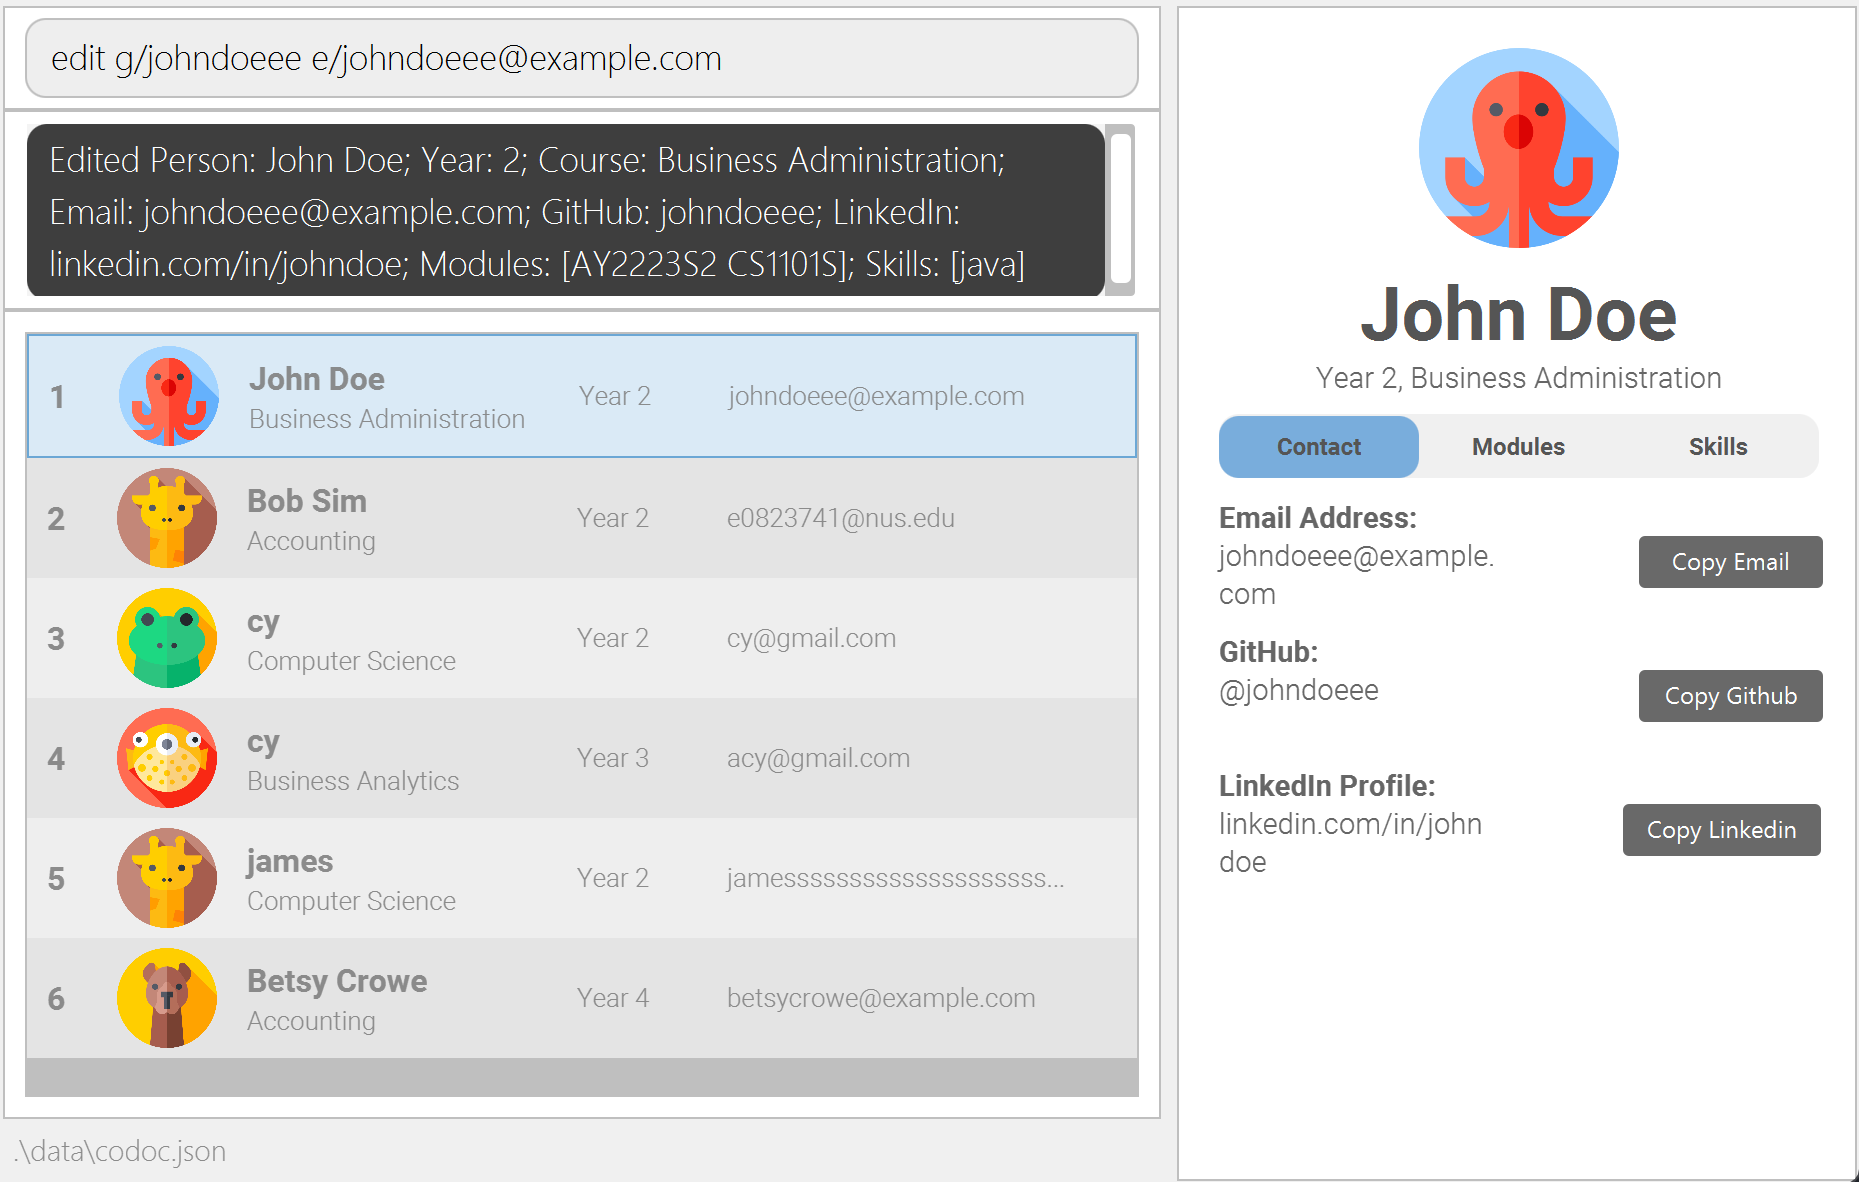 edit g/johndoeee e/johndoeee@example.com
Edited Person: John Doe; Year: 2; Course: Business Administration;
Email: johndoeee@example.com; GitHub: johndoeee; LinkedIn:
linkedin.com/in/johndoe; Modules: [AY2223S2 CS1101S]; Skills: [java]
1 John Doe Year 2 johndoeee@example.com
Business Administration
2 Bob Sim Year 2 e0823741@nus.edu
Accounting
3 cy Year 2 cy@gmail.com
Computer Science
4 cy Year 3 acy@gmail.com
Business Analytics
5 james Year 2 jamesssssssssssssssssssss...
Computer Science
6 Betsy Crowe Year 4 betsycrowe@example.com
Accounting
.\data\codoc.json
John Doe
Year 2, Business Administration
Contact Modules Skills
Email Address:
johndoeee@example.
com
Copy Email
GitHub:
@johndoeee
Copy Github
LinkedIn Profile:
linkedin.com/in/john
doe
Copy Linkedin